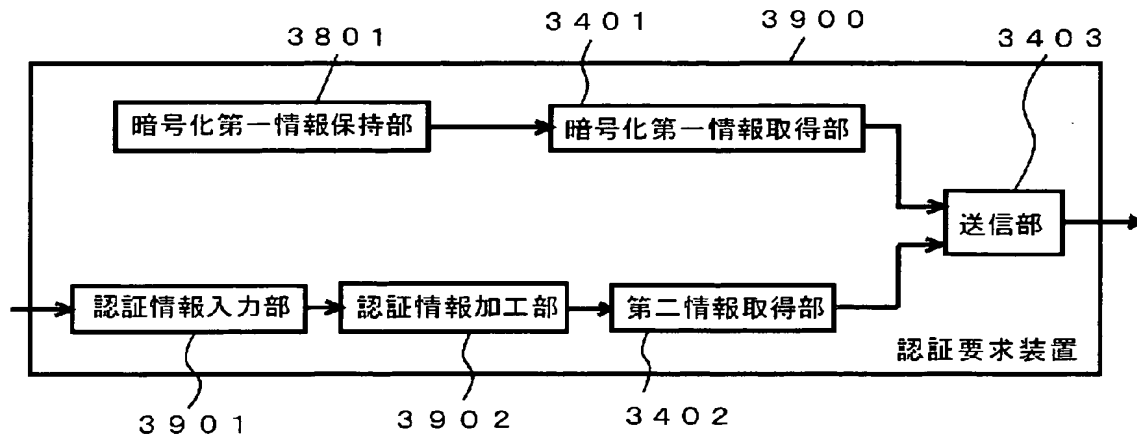 3801
3401
3900
3403
暗号化第一情報保持部
暗号化第一情報取得部
送信部
認証情報入力部
認証情報加工部
第二情報取得部
認証要求装置
3901
3902
3402